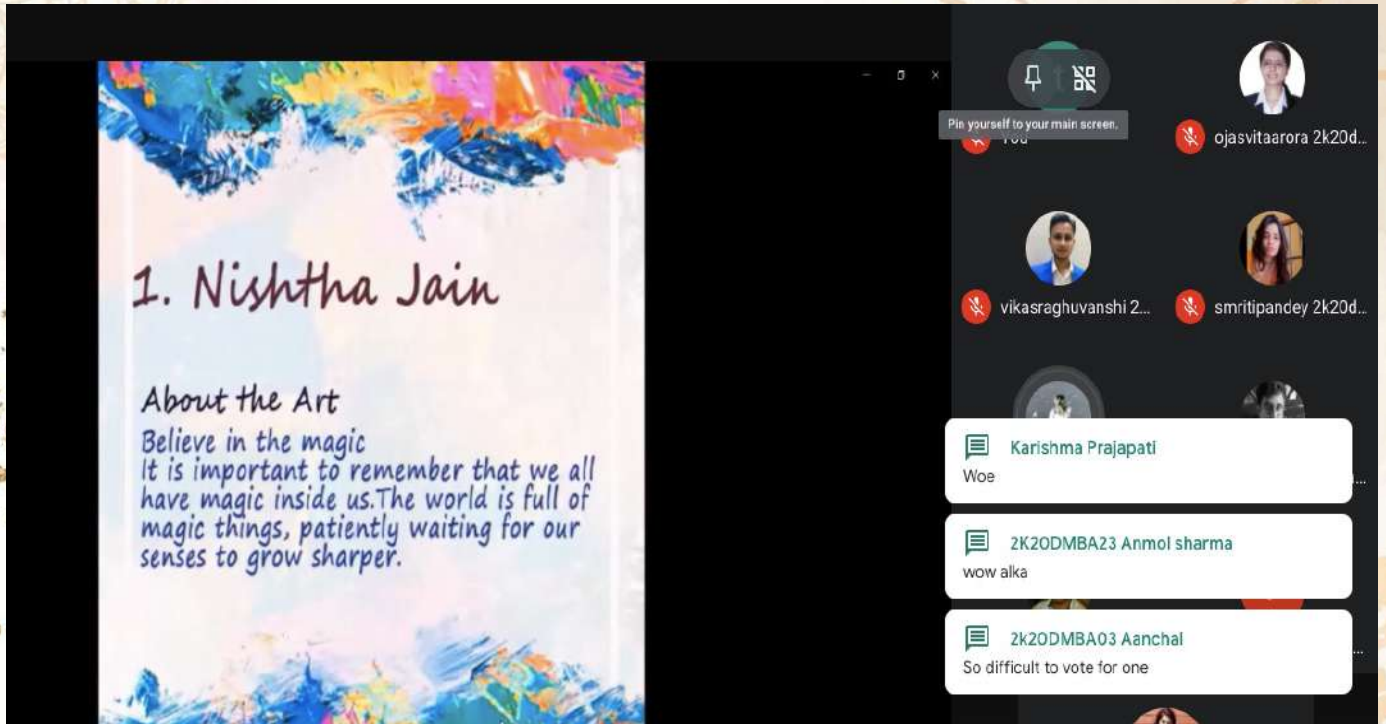 1. Nishtha Jain
About the Art
Believe in the magic
It is important to remember that we all
have magic inside us.The world is full of
magic things, patiently waiting for our
senses to grow sharper.
Pin yourself to your main screen.
You
ojasvitaarora 2k20d...
vikasraghuvanshi 2...
smritipandey 2k20d...
Karishma Prajapati
Woe
2K20DMBA23 Anmol sharma
wow alka
2k20DMBA03 Aanchal
So difficult to vote for one